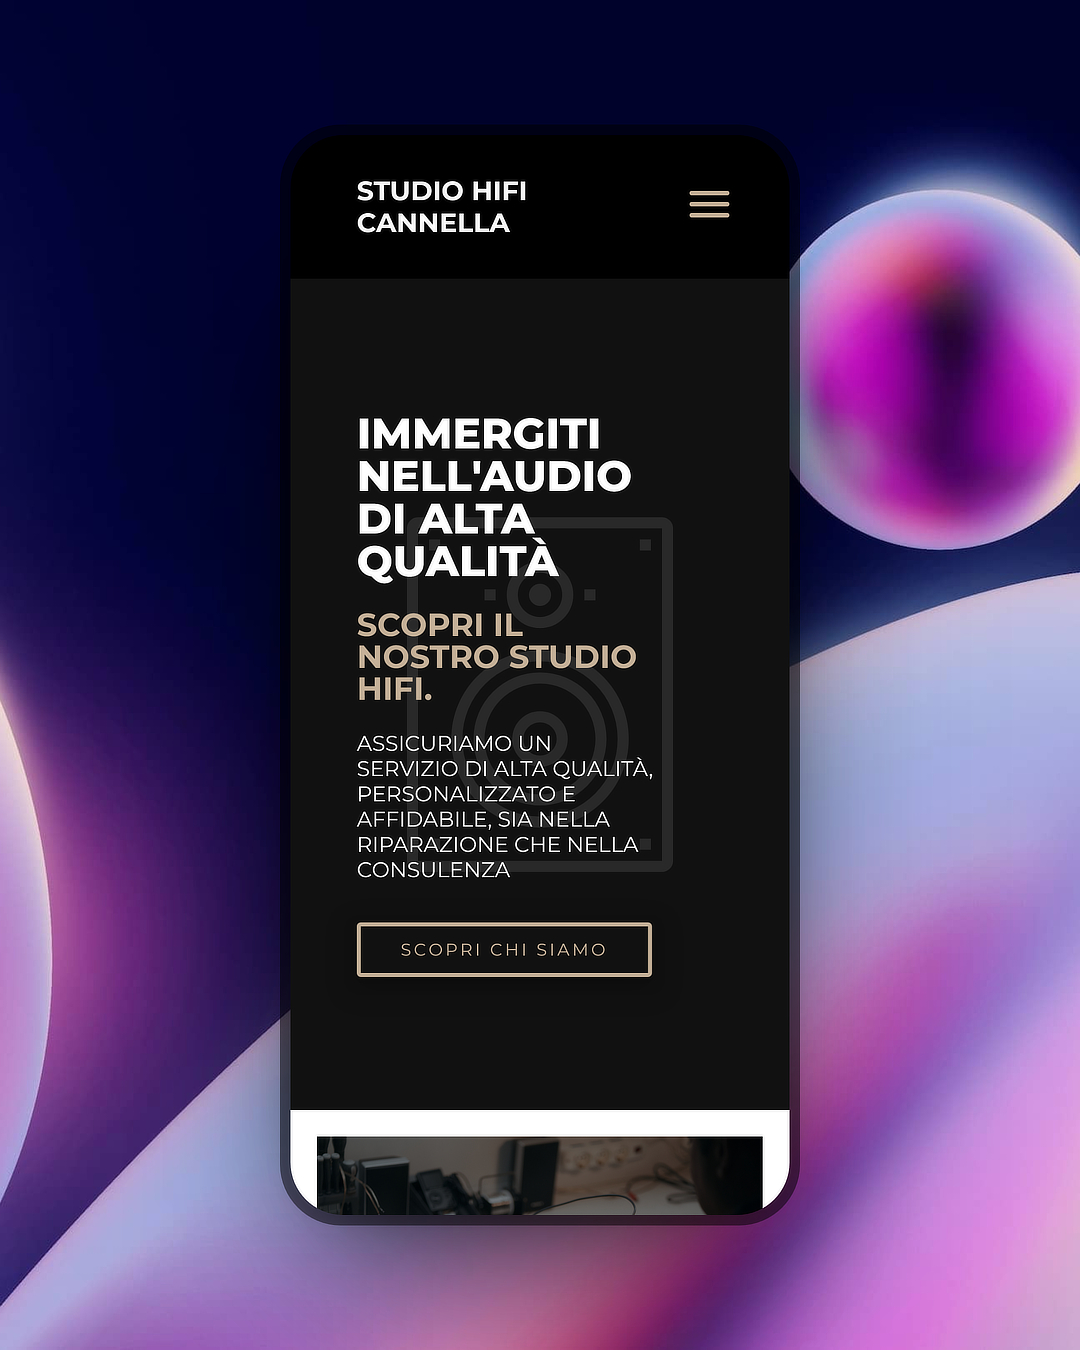 STUDIO HIFI
CANNELLA
IMMERGITI
NELL'AUDIO
DI ALTA
QUALITÀ
SCOPRI IL
NOSTRO STUDIO
HIFI.
ASSICURIAMO UN
SERVIZIO DI ALTA QUALITÀ,
PERSONALIZZATO E
AFFIDABILE, SIA NELLA
RIPARAZIONE CHE NELLA
CONSULENZA
SCOPRI CHI SIAMO